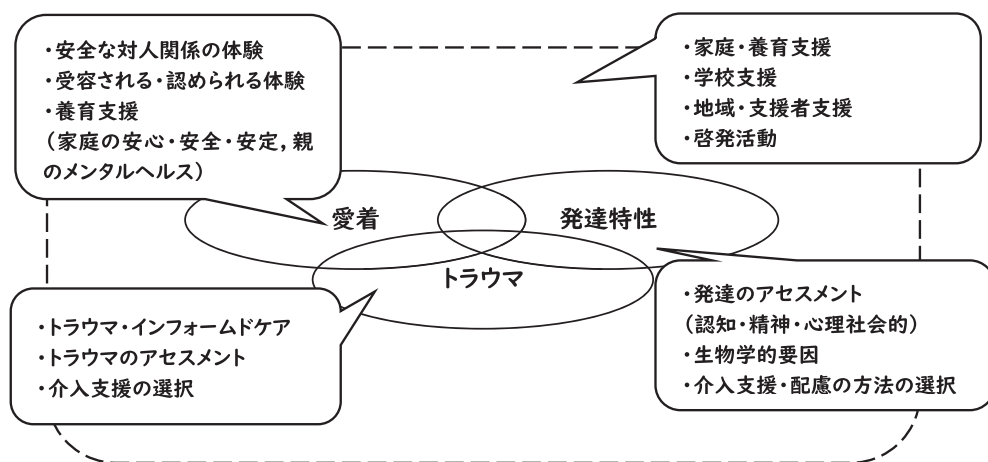 ・安全な対人関係の体験
・受容される・認められる体験
・養育支援
（家庭の安心・安全・安定，親
のメンタルヘルス）
・家庭・養育支援
・学校支援
・地域・支援者支援
・啓発活動
愛着
発達特性
トラウマ
・トラウマ・インフォームドケア
・トラウマのアセスメント
・介入支援の選択
・発達のアセスメント
（認知・精神・心理社会的）
・生物学的要因
・介入支援・配慮の方法の選択